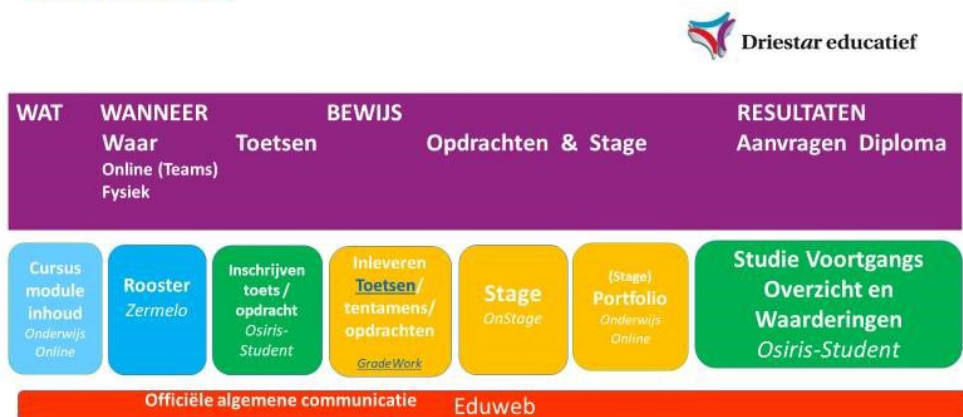 Driestar educatief
WAT WANNEER BEWIJS RESULTATEN
Waar Toetsen Opdrachten & Stage Aanvragen Diploma
Online (Teams)
Fysiek
Cursus
module
inhoud
Onderwijs
Online
Rooster
Zermelo
Inschrijven
toets /
opdracht
Osiris-
Student
Inleveren
Toetsen/
tentamens/
opdrachten
GradeWork
Stage
OnStage
(Stage)
Portfolio
Onderwijs
Online
Studie Voortgangs
Overzicht en
Waarderingen
Osiris-Student
Officiële algemene communicatie Eduweb